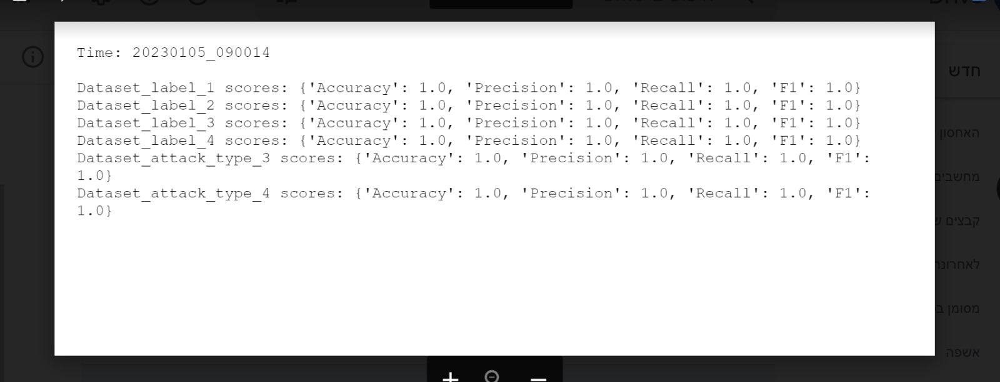 Time: 20230105_090014
Dataset_label_1 scores: {'Accuracy': 1.0, 'Precision': 1.0, 'Recall': 1.0, 'F1': 1.0}
Dataset_label_2 scores: {'Accuracy': 1.0, 'Precision': 1.0, 'Recall': 1.0, 'F1': 1.0}
Dataset_label_3 scores: {'Accuracy': 1.0, 'Precision': 1.0, 'Recall': 1.0, 'F1': 1.0}
Dataset_label_4 scores: {'Accuracy': 1.0, 'Precision': 1.0, 'Recall': 1.0, 'F1': 1.0}
Dataset_attack_type_3 scores: {'Accuracy': 1.0, 'Precision': 1.0, 'Recall': 1.0, 'F1':
1.0}
Dataset_attack_type_4 scores: {'Accuracy': 1.0, 'Precision': 1.0, 'Recall': 1.0, 'F1':
1.0}
חדש
האחסון
מחשבים
קבצים
מסומן
אשפה